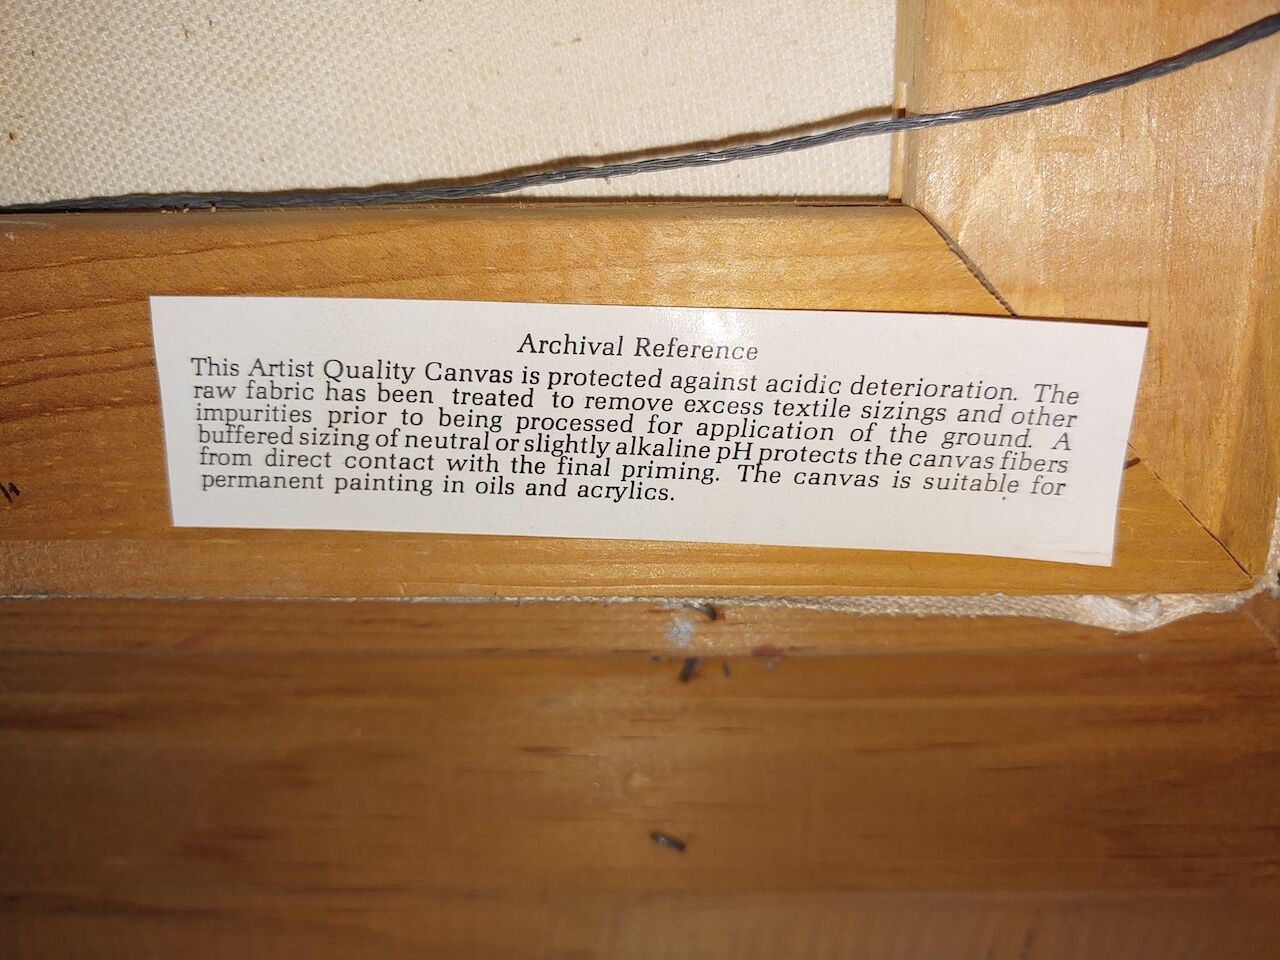 Archival Reference
This Artist Quality Canvas is protected against acidic deterioration. The
raw fabric has been treated to remove excess textile sizings and other
impurities prior to being processed for application of the ground. A
buffered sizing of neutral or slightly alkaline pH protects the canvas fibers
from direct contact with the final priming. The canvas is suitable for
permanent painting in oils and acrylics.